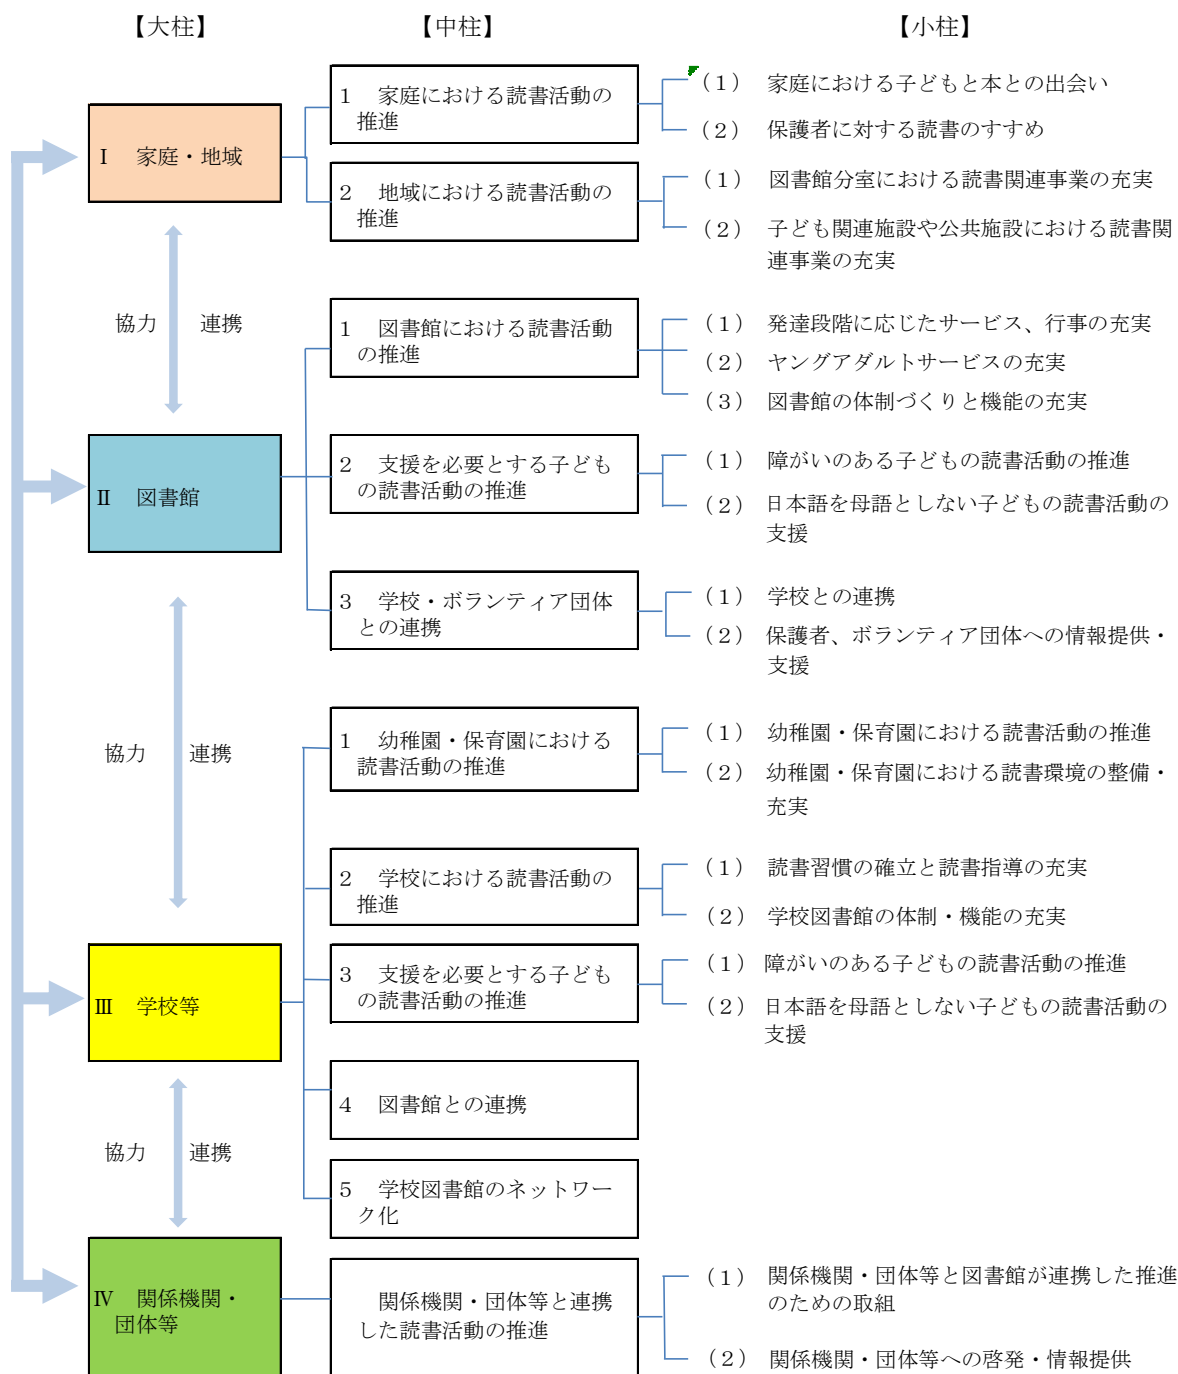 【大柱】 【中柱】 【小柱】
Ⅰ 家庭・地域
1 家庭における読書活動の
推進
(1) 家庭における子どもと本との出会い
(2) 保護者に対する読書のすすめ
2 地域における読書活動の
推進
(1) 図書館分室における読書関連事業の充実
(2) 子ども関連施設や公共施設における読書関
連事業の充実
協力 連携
Ⅱ 図書館
1 図書館における読書活動
の推進
(1) 発達段階に応じたサービス、行事の充実
(2) ヤングアダルトサービスの充実
(3) 図書館の体制づくりと機能の充実
2 支援を必要とする子ども
の読書活動の推進
(1) 障がいのある子どもの読書活動の推進
(2) 日本語を母語としない子どもの読書活動の
支援
3 学校・ボランティア団体
との連携
(1) 学校との連携
(2) 保護者、ボランティア団体への情報提供・
支援
協力 連携
Ⅲ 学校等
1 幼稚園・保育園における
読書活動の推進
(1) 幼稚園・保育園における読書活動の推進
(2) 幼稚園・保育園における読書環境の整備・
充実
2 学校における読書活動の
推進
(1) 読書習慣の確立と読書指導の充実
(2) 学校図書館の体制・機能の充実
3 支援を必要とする子ども
の読書活動の推進
(1) 障がいのある子どもの読書活動の推進
(2) 日本語を母語としない子どもの読書活動の
支援
4 図書館との連携
5 学校図書館のネットワー
ク化
協力 連携
Ⅳ 関係機関・
団体等
関係機関・団体等と連携
した読書活動の推進
(1) 関係機関・団体等と図書館が連携した推進
のための取組
(2) 関係機関・団体等への啓発・情報提供